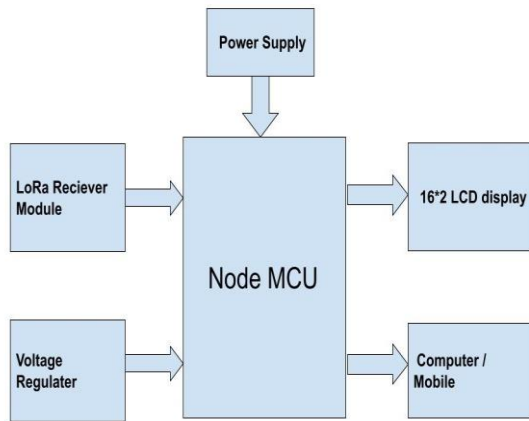 Power Supply
LoRa Reciever
Module
16*2 LCD display
Node MCU
Voltage
Regulater
Computer /
Mobile